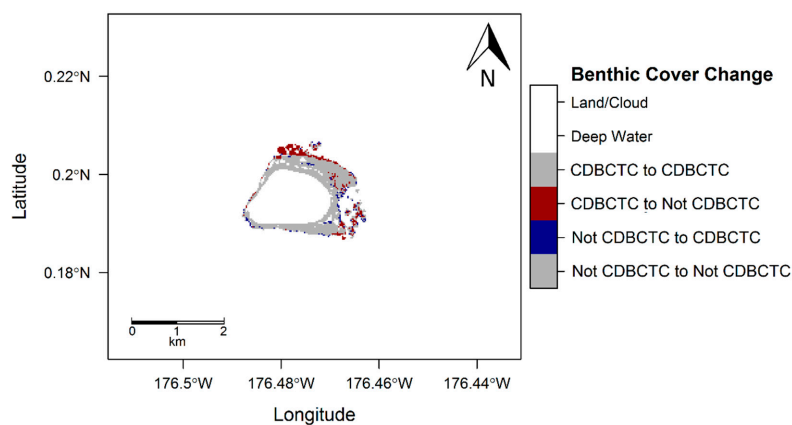 N
Benthic Cover Change
Land/Cloud
Deep Water
CDBCTC to CDBCTC
CDBCTC to Not CDBCTC
Not CDBCTC to CDBCTC
Not CDBCTC to Not CDBCTC
Latitude
0.22°N
0.2°N
0.18°N
0 1 2
km
176.5°W 176.48°W 176.46°W 176.44°W
Longitude